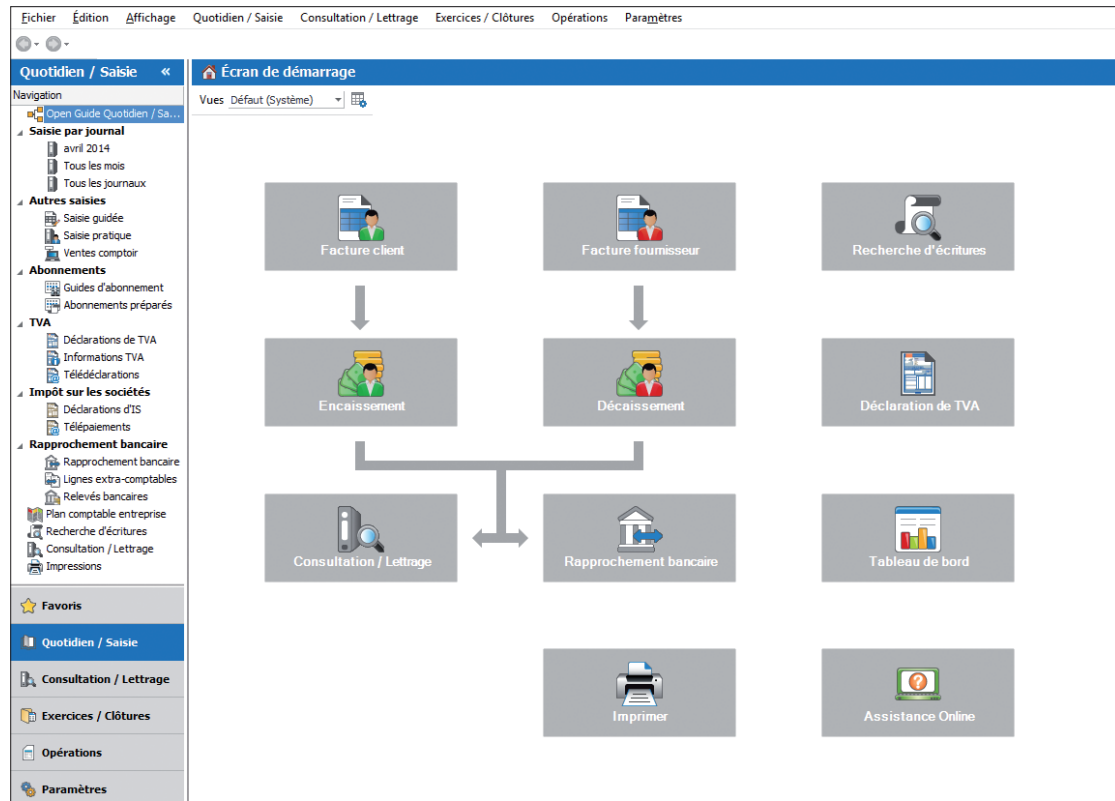 Fichier Édition Affichage Quotidien / Saisie Consultation / Lettrage Exercices / Clôtures Opérations Paramètres
Quotidien / Saisie «
Navigation
Open Guide Quotidien / Sa...
Saisie par journal
avril 2014
Tous les mois
Tous les journaux
Autres saisies
Saisie guidée
Saisie pratique
Ventes comptoir
Abonnements
Guides d'abonnement
Abonnements préparés
TVA
Déclarations de TVA
Informations TVA
Télédéclarations
Impôt sur les sociétés
Déclarations d'IS
Télépaiements
Rapprochement bancaire
Rapprochement bancaire
Lignes extra-comptables
Relevés bancaires
Plan comptable entreprise
Recherche d'écritures
Consultation / Lettrage
Impressions
Favoris
Quotidien / Saisie
Consultation / Lettrage
Exercices / Clôtures
Opérations
Paramètres
Écran de démarrage
Vues Défaut (Système)
Facture client
Facture fournisseur
Recherche d'écritures
Encaissement
Décaissement
Déclaration de TVA
Consultation / Lettrage
Rapprochement bancaire
Tableau de bord
Imprimer
Assistance Online